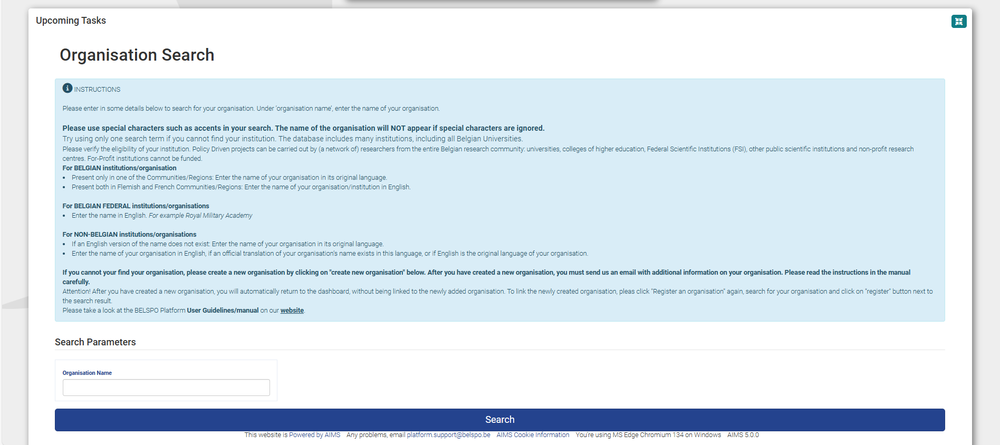 Upcoming Tasks
Organisation Search
INSTRUCTIONS
Please enter in some details below to search for your organisation. Under ‘organisation name’, enter the name of your organisation.
Please use special characters such as accents in your search. The name of the organisation will NOT appear if special characters are ignored.
Try using only one search term if you cannot find your institution. The database includes many institutions, including all Belgian Universities.
Please verify the eligibility of your institution. Policy Driven projects can be carried out by (a network of) researchers from the entire Belgian research community: universities, colleges of higher education, Federal Scientific Institutions (FSI), other public scientific institutions and non-profit research
centres. For-Profit institutions cannot be funded.
For BELGIAN institutions/organisation
• Present only in one of the Communities/Regions: Enter the name of your organisation in its original language.
• Present both in Flemish and French Communities/Regions: Enter the name of your organisation/institution in English.
For BELGIAN FEDERAL institutions/organisations
• Enter the name in English. For example Royal Military Academy
For NON-BELGIAN institutions/organisations
• If an English version of the name does not exist: Enter the name of your organisation in its original language.
• Enter the name of your organisation in English, if an official translation of your organisation's name exists in this language, or if English is the original language of your organisation.
If you cannot your find your organisation, please create a new organisation by clicking on "create new organisation" below. After you have created a new organisation, you must send us an email with additional information on your organisation. Please read the instructions in the manual
carefully.
Attention! After you have created a new organisation, you will automatically return to the dashboard, without being linked to the newly added organisation. To link the newly created organisation, pleas click "Register an organisation" again, search for your organisation and click on "register" button next to
the search result.
Please take a look at the BELSPO Platform User Guidelines/manual on our website.
Search Parameters
Organisation Name
Search
This website is Powered by AIMS Any problems, email platform.support@belspo.be AIMS Cookie Information You're using MS Edge Chromium 134 on Windows AIMS 5.0.0